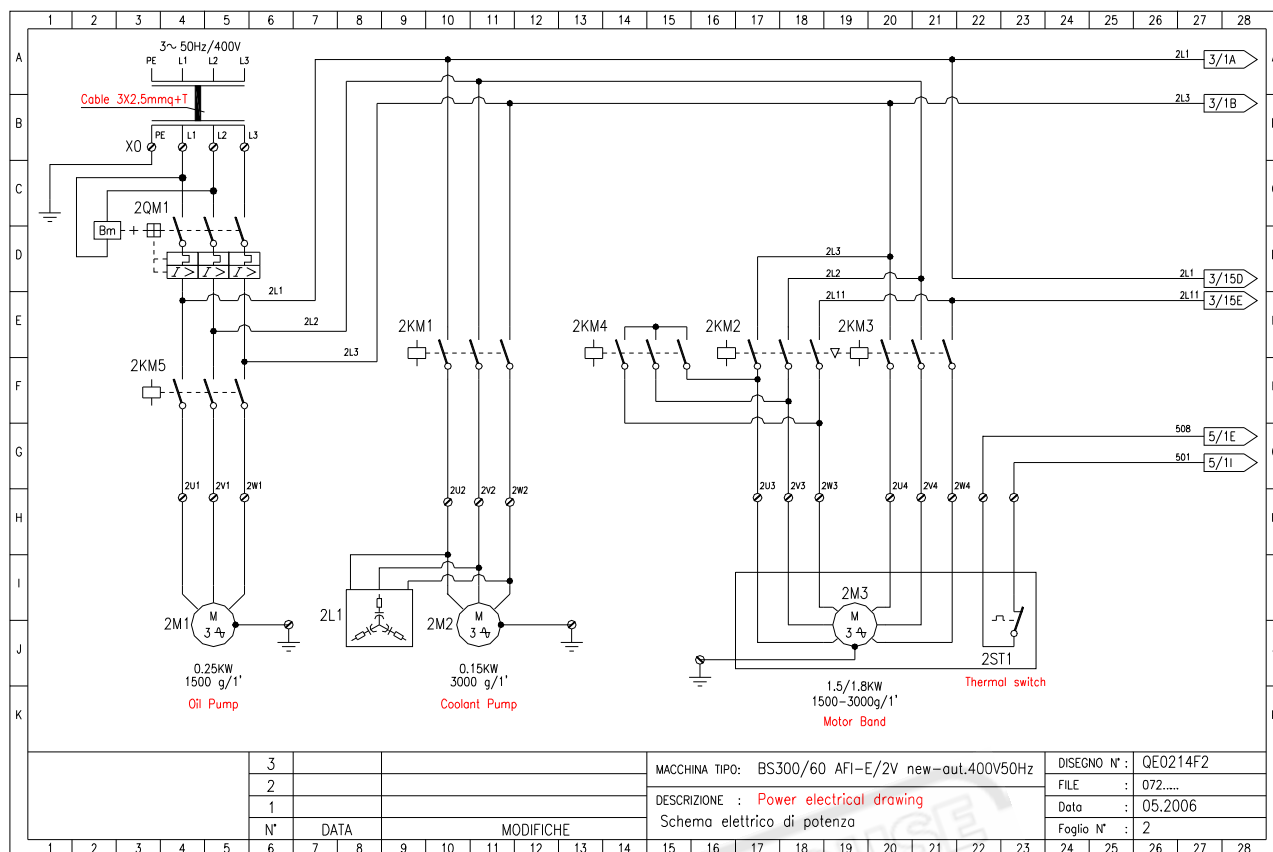 1 2 3 4 5 6 7 8 9 10 11 12 13 14 15 16 17 18 19 20 21 22 23 24 25 26 27 28
A
3~ 50Hz/400V
PE L1 L2 L3
2L1 3/1A
Cable 3X2.5mmq+T
2L3 3/1B
B
X0 PE L1 L2 L3
C
2QM1
Bm
D
I > I > I >
2L3
2L2
2L1 3/15D
2L1
2L11
2L11 3/15E
E
2L2
2KM1 2KM4 2KM2 2KM3
2L3
2KM5
F
508 5/1E
G
501 5/1I
2U1 2V1 2W1 2U2 2V2 2W2 2U3 2V3 2W3 2U4 2V4 2W4
H
I
2M3
2L1
2M1 M 3
2M2 M 3
M 3
J
2ST1
0.25KW
1500 g/1'
Oil Pump
0.15KW
3000 g/1'
Coolant Pump
1.5/1.8KW
1500-3000g/1'
Motor Band
Thermal switch
K
3
2
1
N° DATA MODIFICHE
MACCHINA TIPO: BS300/60 AFI-E/2V new-aut.400V50Hz
DESCRIZIONE : Power electrical drawing
Schema elettrico di potenza
DISEGNO N° : QE0214F2
FILE : 072.....
Data : 05.2006
Foglio N° : 2
1 2 3 4 5 6 7 8 9 10 11 12 13 14 15 16 17 18 19 20 21 22 23 24 25 26 27 28